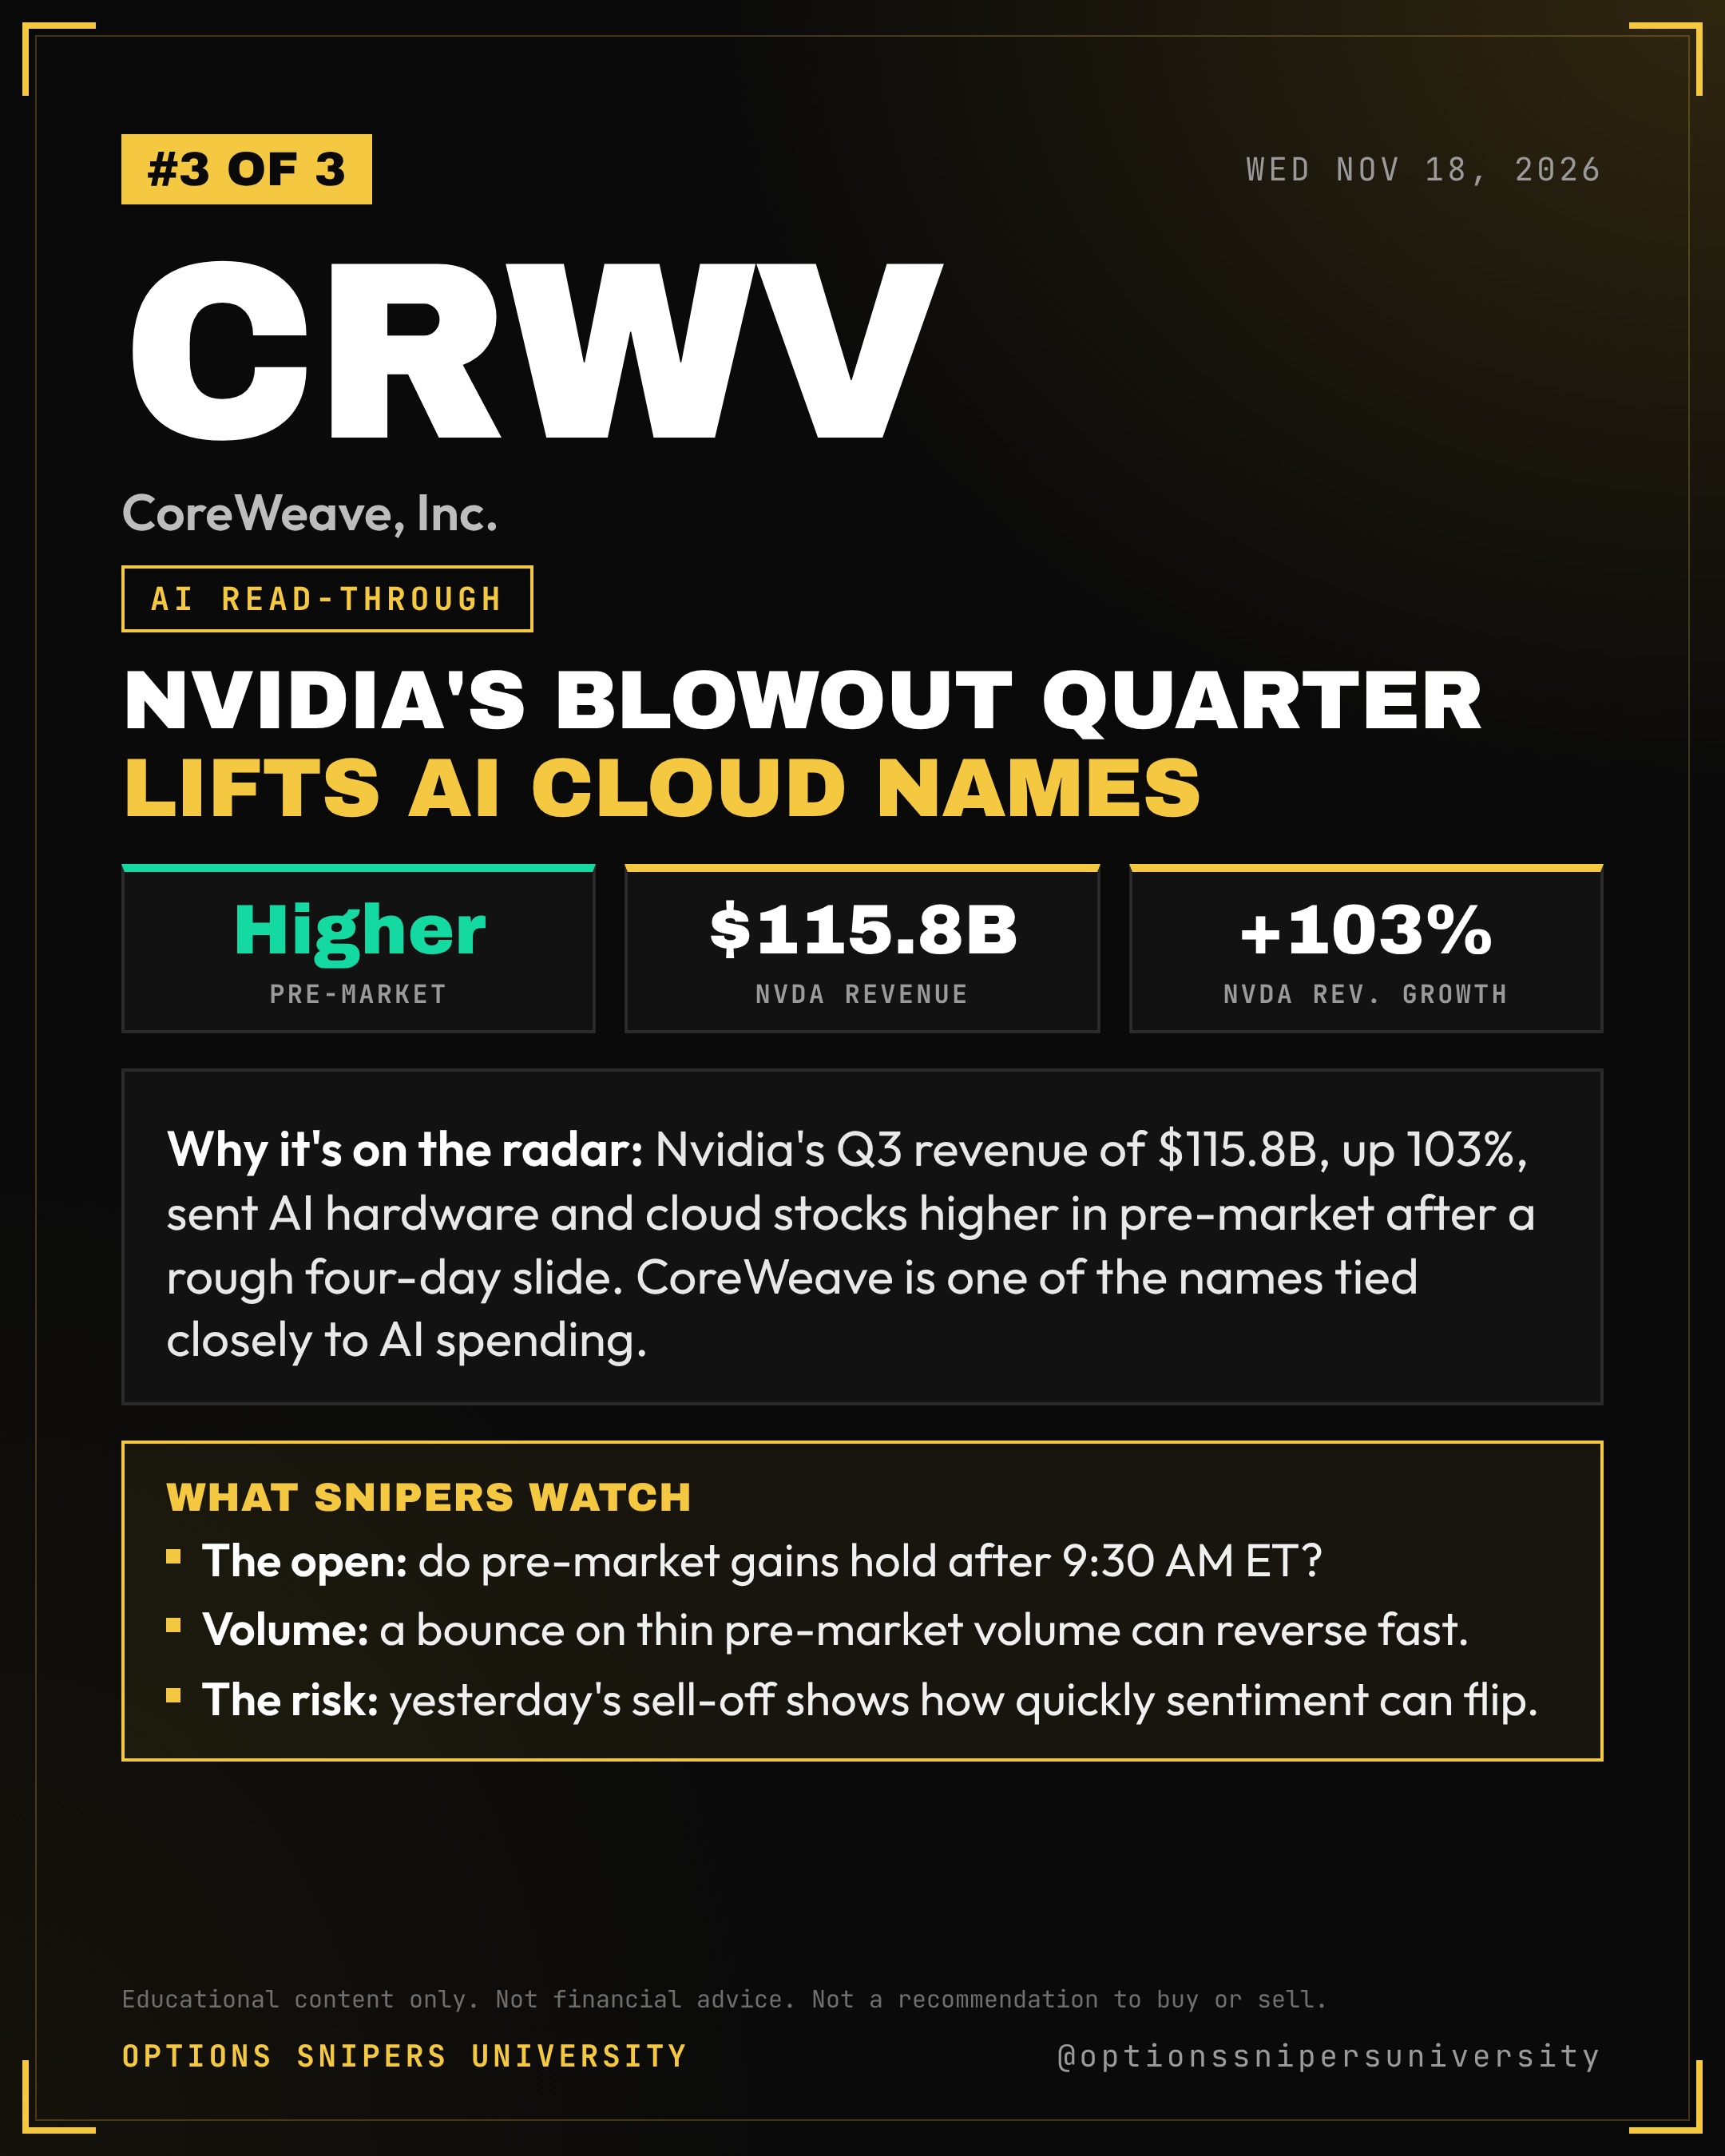 #3 OF 3
WED NOV 18, 2026
CRWV
CoreWeave, Inc.
AI READ-THROUGH
NVIDIA'S BLOWOUT QUARTER
LIFTS AI CLOUD NAMES
Higher
PRE-MARKET
$115.8B
NVDA REVENUE
+103%
NVDA REV. GROWTH
Why it's on the radar: Nvidia's Q3 revenue of $115.8B, up 103%,
sent AI hardware and cloud stocks higher in pre-market after a
rough four-day slide. CoreWeave is one of the names tied
closely to AI spending.
WHAT SNIPERS WATCH
The open: do pre-market gains hold after 9:30 AM ET?
Volume: a bounce on thin pre-market volume can reverse fast.
The risk: yesterday's sell-off shows how quickly sentiment can flip.
Educational content only. Not financial advice. Not a recommendation to buy or sell.
OPTIONS SNIPERS UNIVERSITY
@optionssnipersuniversity